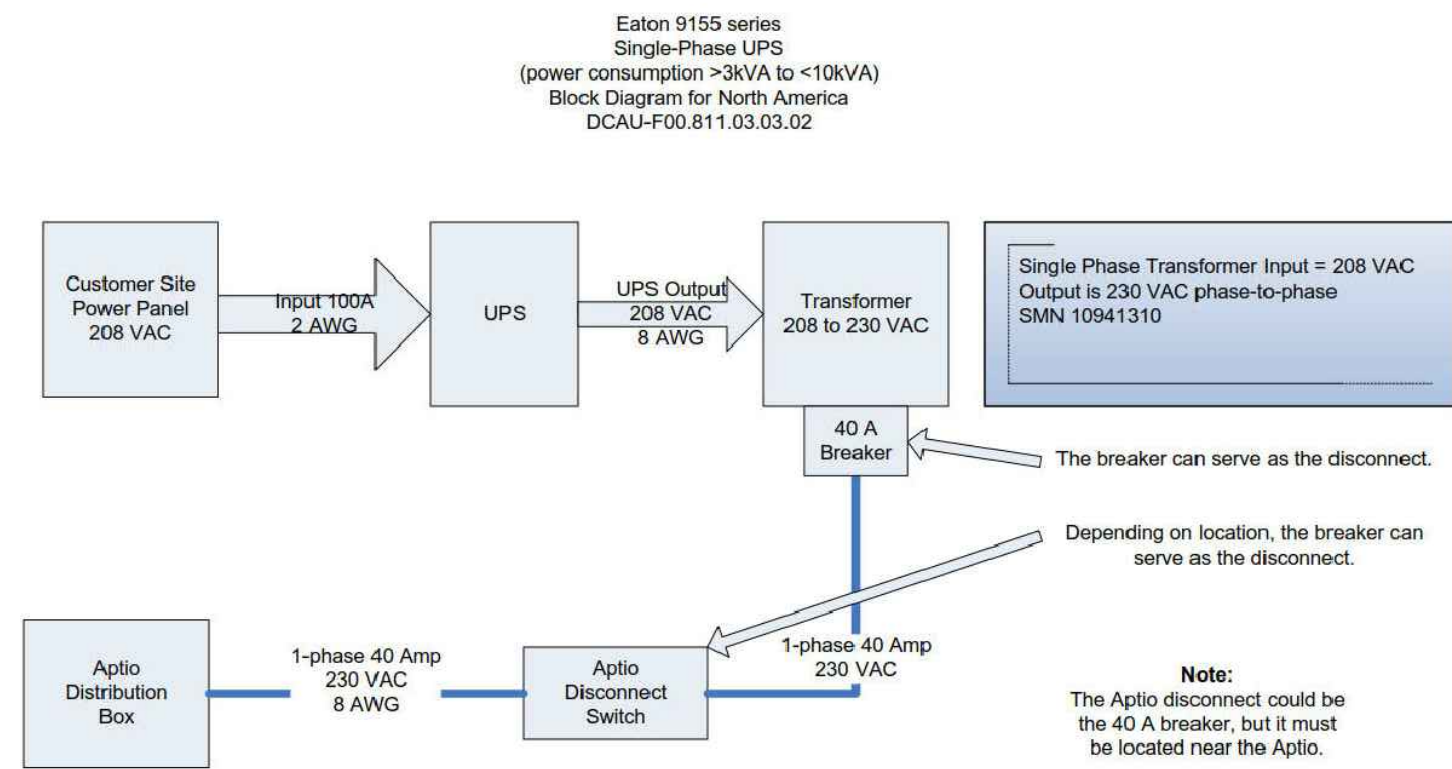 Eaton 9155 series
Single-Phase UPS
(power consumption >3kVA to <10kVA)
Block Diagram for North America
DCAU-F00.811.03.03.02
Customer Site
Power Panel
208 VAC
Input 100A
2 AWG
UPS
UPS Output
208 VAC
8 AWG
Transformer
208 to 230 VAC
Single Phase Transformer Input = 208 VAC
Output is 230 VAC phase-to-phase
SMN 10941310
40 A
Breaker
The breaker can serve as the disconnect.
Depending on location, the breaker can
serve as the disconnect.
Aptio
Distribution
Box
1-phase 40 Amp
230 VAC
8 AWG
Aptio
Disconnect
Switch
1-phase 40 Amp
230 VAC
Note:
The Aptio disconnect could be
the 40 A breaker, but it must
be located near the Aptio.